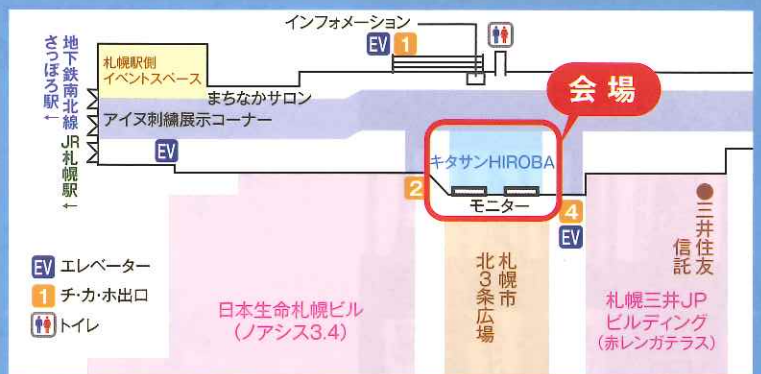 インフォメーション
EV 1
札幌駅側
イベントスペース
まちなかサロン
アイヌ刺繍展示コーナー
地下鉄南北線
さっぽろ駅↑
JR札幌駅↑
EV
会場
キタサンHIROBA
2
モニター
4
EV
三井住友
信託
札幌市
北3条広場
日本生命札幌ビル
(ノアシス3.4)
札幌三井JP
ビルディング
(赤レンガテラス)
EV エレベーター
1 チ・カ・ホ出口
トイレ